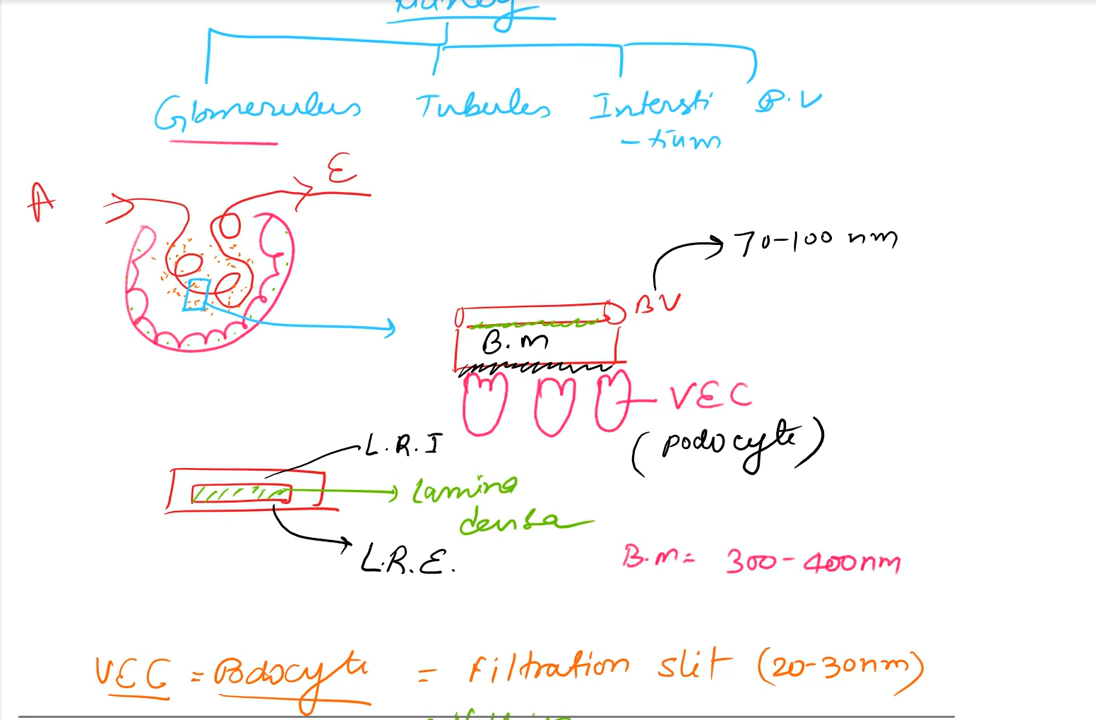 Kidney
Glomerulus Tubules Intersti B.V
-tium
A E
70-100 nm
BV
B.M
VEC
(podocyte)
L.R.I
lamina
densa
L.R.E.
B.M= 300-400nm
VEC = Podocyte = Filtration slit (20-30nm)